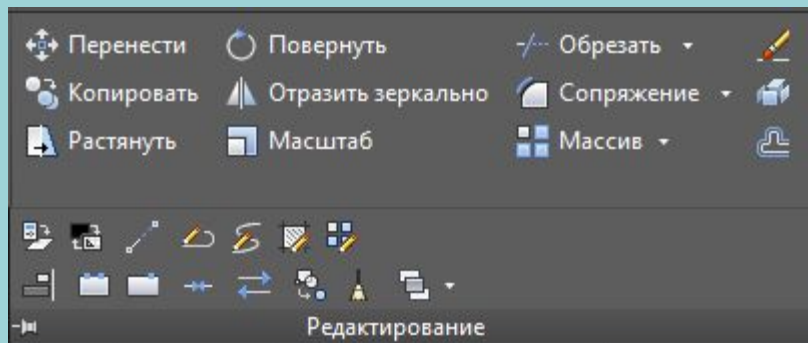 Перенести Повернуть Обрезать
Копировать Отразить зеркально Сопряжение
Растянуть Масштаб Массив
Редактирование